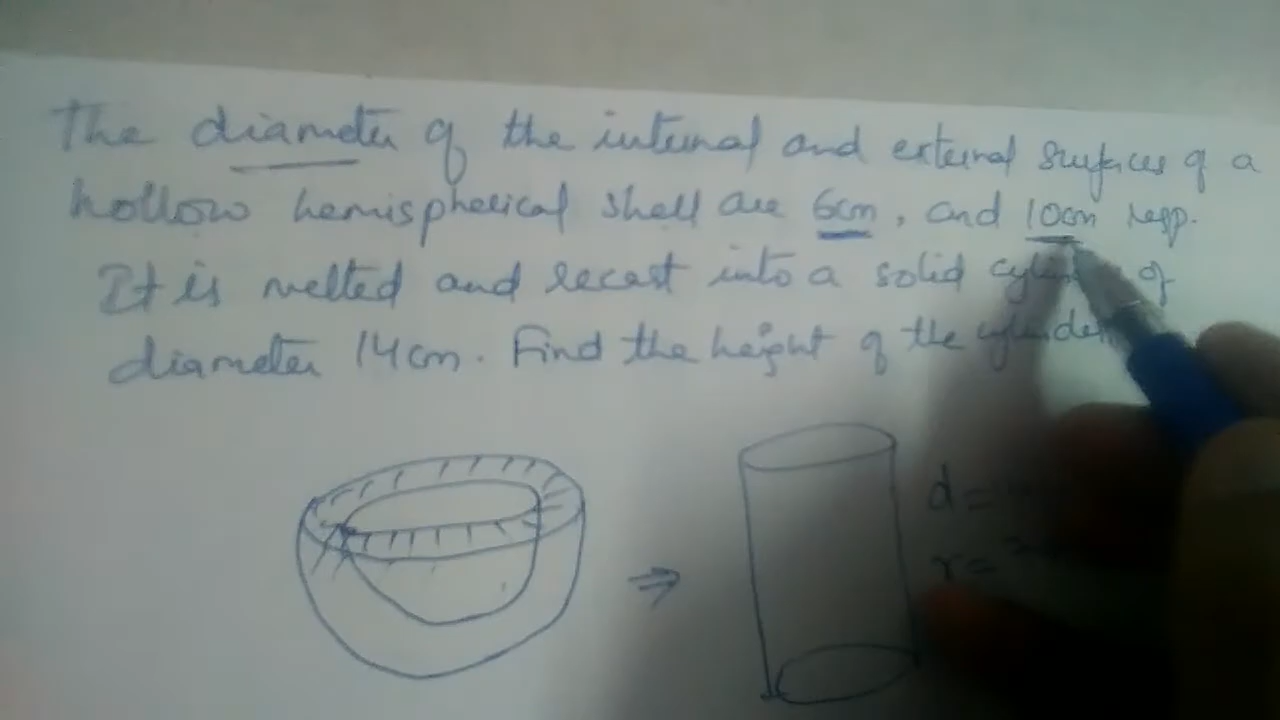 The diameter of the internal and external surfaces of a
hollow hemispherical shell are 6cm, and 10cm resp.
It is melted and recast into a solid of
diameter 14cm. Find the height of the cylinder
d =
r =